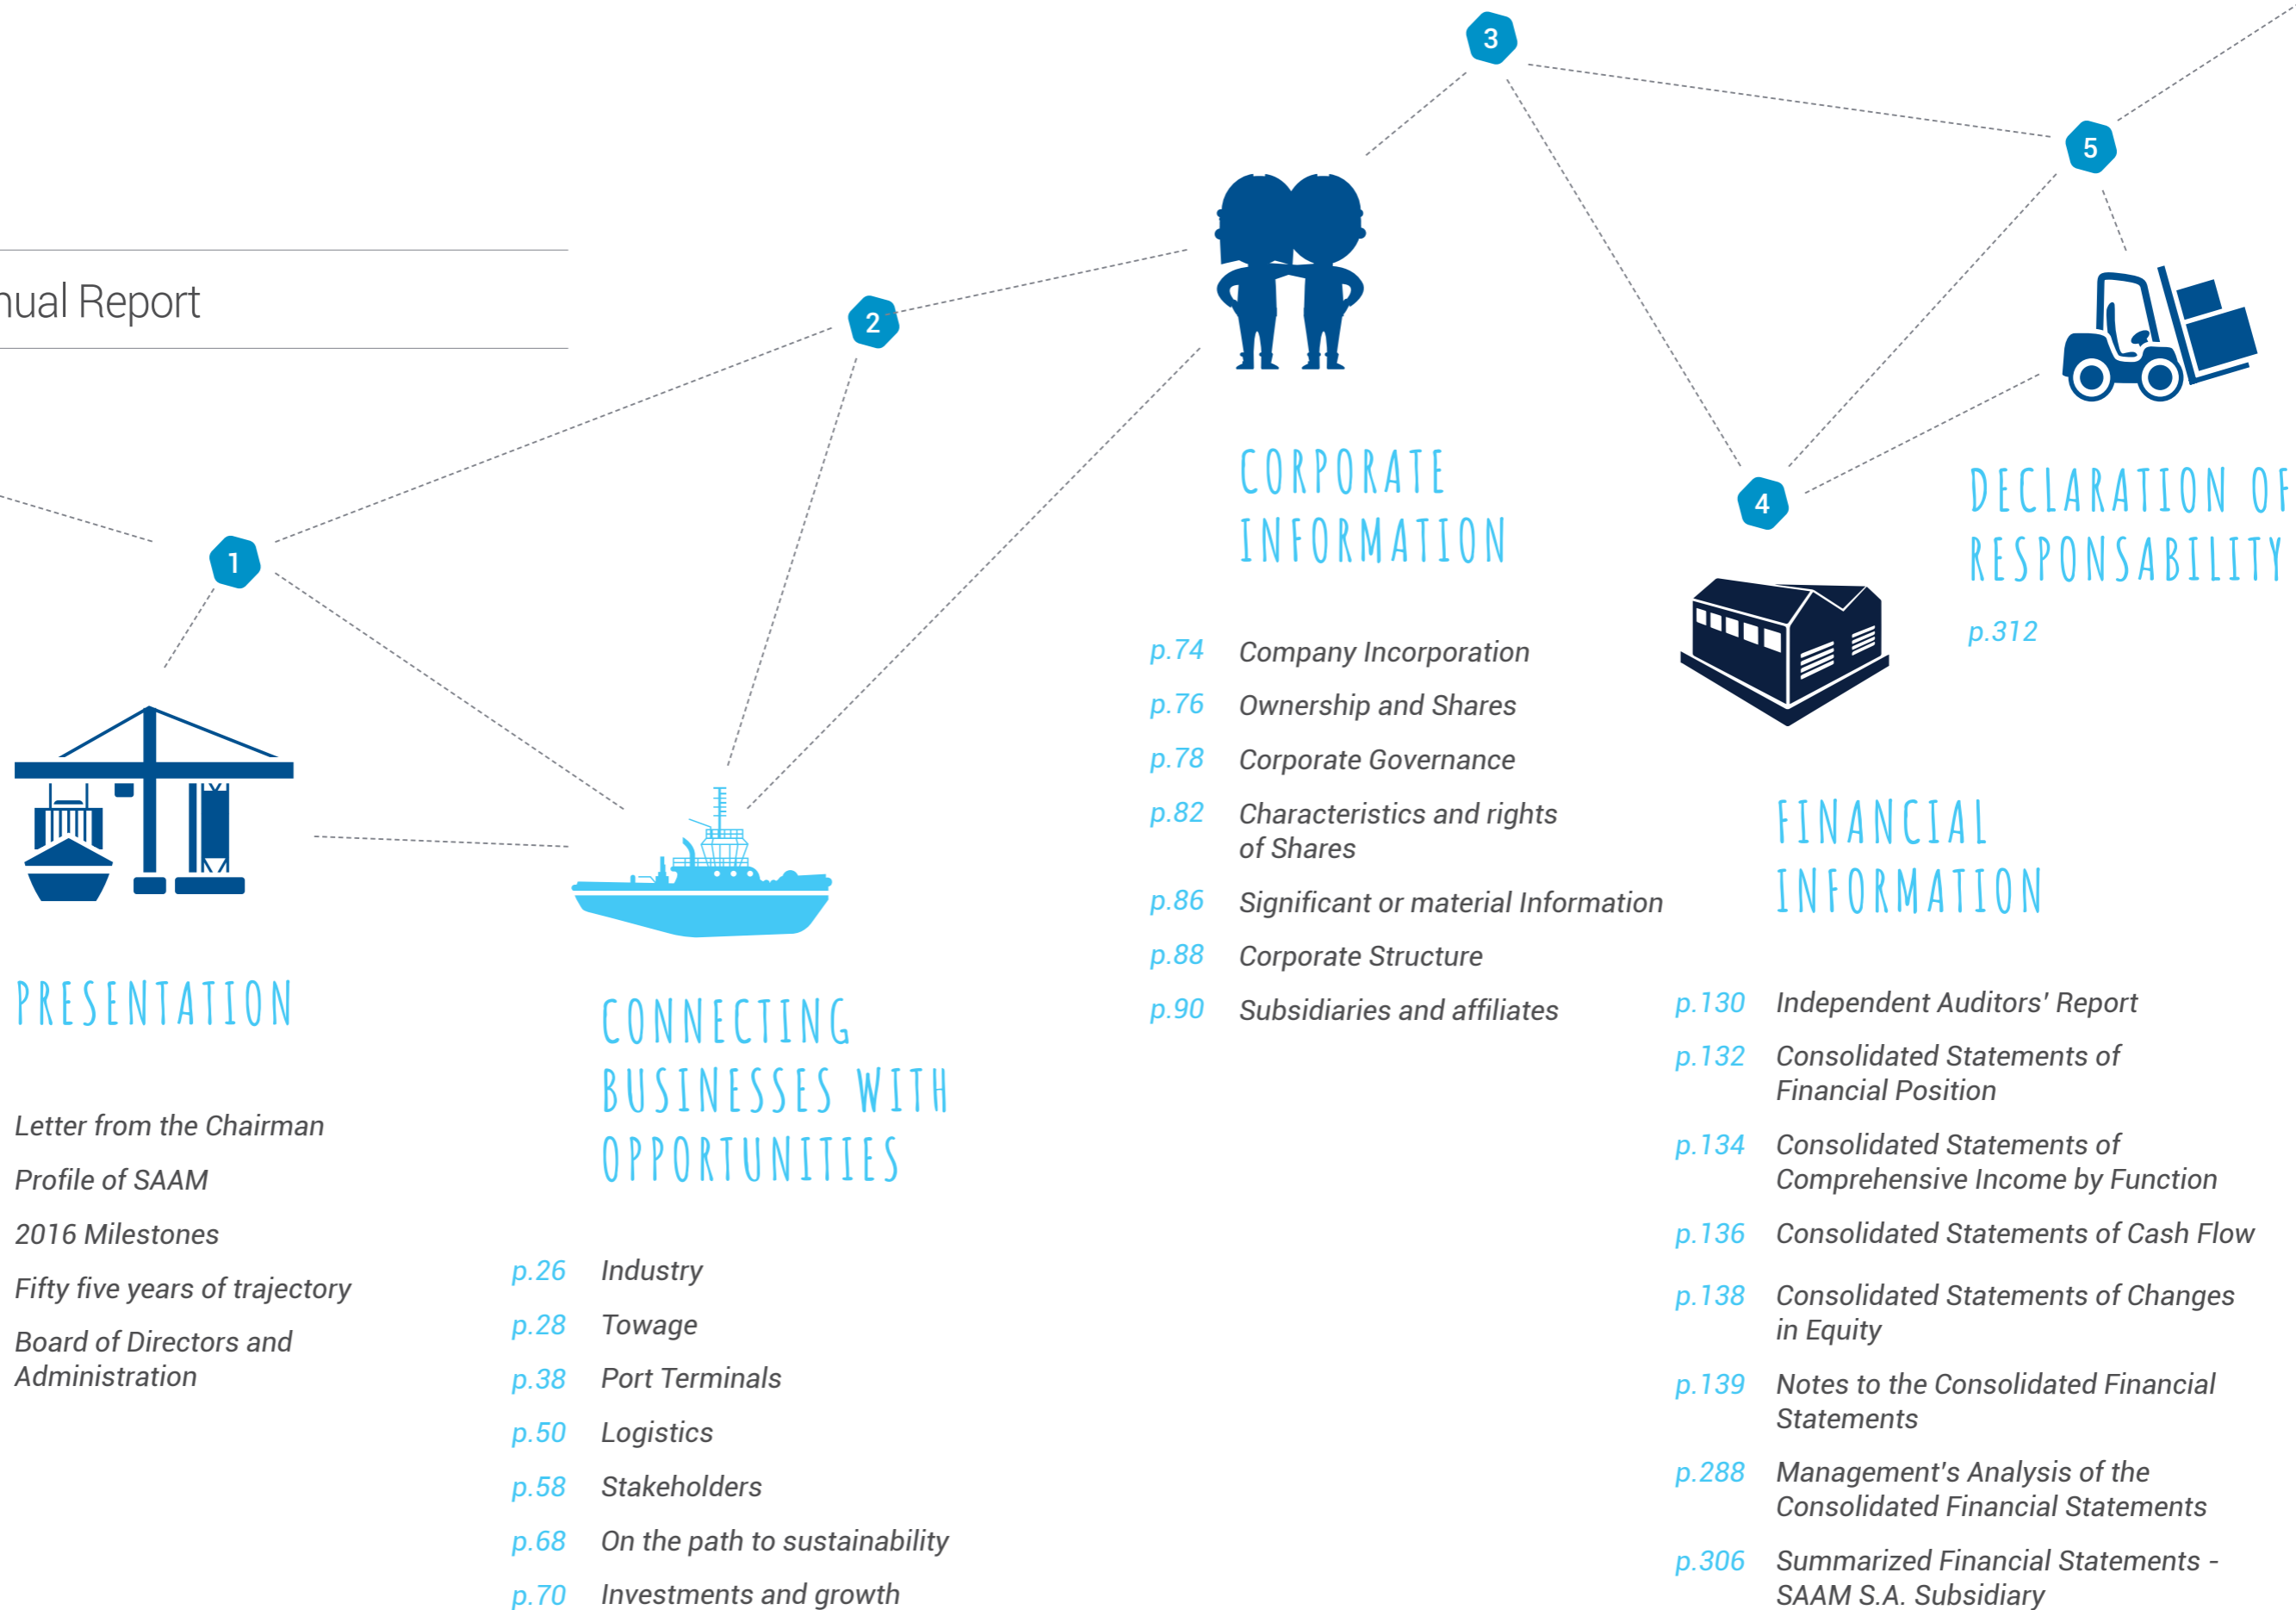 nual Report
1
PRESENTATION
Letter from the Chairman
Profile of SAAM
2016 Milestones
Fifty five years of trajectory
Board of Directors and
Administration
2
CONNECTING
BUSINESSES WITH
OPPORTUNITIES
p.26 Industry
p.28 Towage
p.38 Port Terminals
p.50 Logistics
p.58 Stakeholders
p.68 On the path to sustainability
p.70 Investments and growth
3
CORPORATE
INFORMATION
p.74 Company Incorporation
p.76 Ownership and Shares
p.78 Corporate Governance
p.82 Characteristics and rights
of Shares
p.86 Significant or material Information
p.88 Corporate Structure
p.90 Subsidiaries and affiliates
4
FINANCIAL
INFORMATION
p.130 Independent Auditors' Report
p.132 Consolidated Statements of
Financial Position
p.134 Consolidated Statements of
Comprehensive Income by Function
p.136 Consolidated Statements of Cash Flow
p.138 Consolidated Statements of Changes
in Equity
p.139 Notes to the Consolidated Financial
Statements
p.288 Management's Analysis of the
Consolidated Financial Statements
p.306 Summarized Financial Statements -
SAAM S.A. Subsidiary
5
DECLARATION OF
RESPONSABILITY
p.312